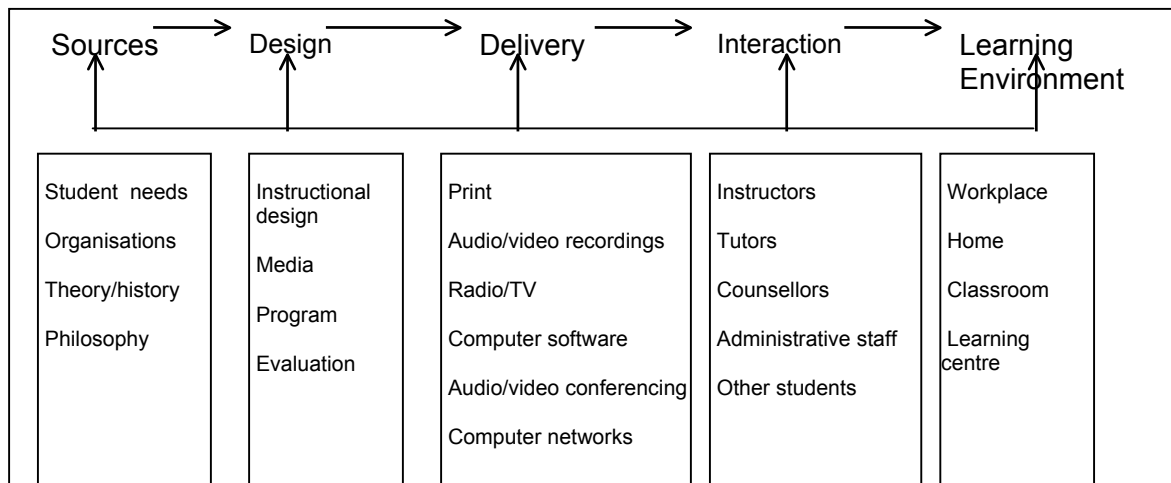 Sources
Design
Delivery
Interaction
Learning
Environment
Student needs
Organisations
Theory/history
Philosophy
Instructional
design
Media
Program
Evaluation
Print
Audio/video recordings
Radio/TV
Computer software
Audio/video conferencing
Computer networks
Instructors
Tutors
Counsellors
Administrative staff
Other students
Workplace
Home
Classroom
Learning
centre